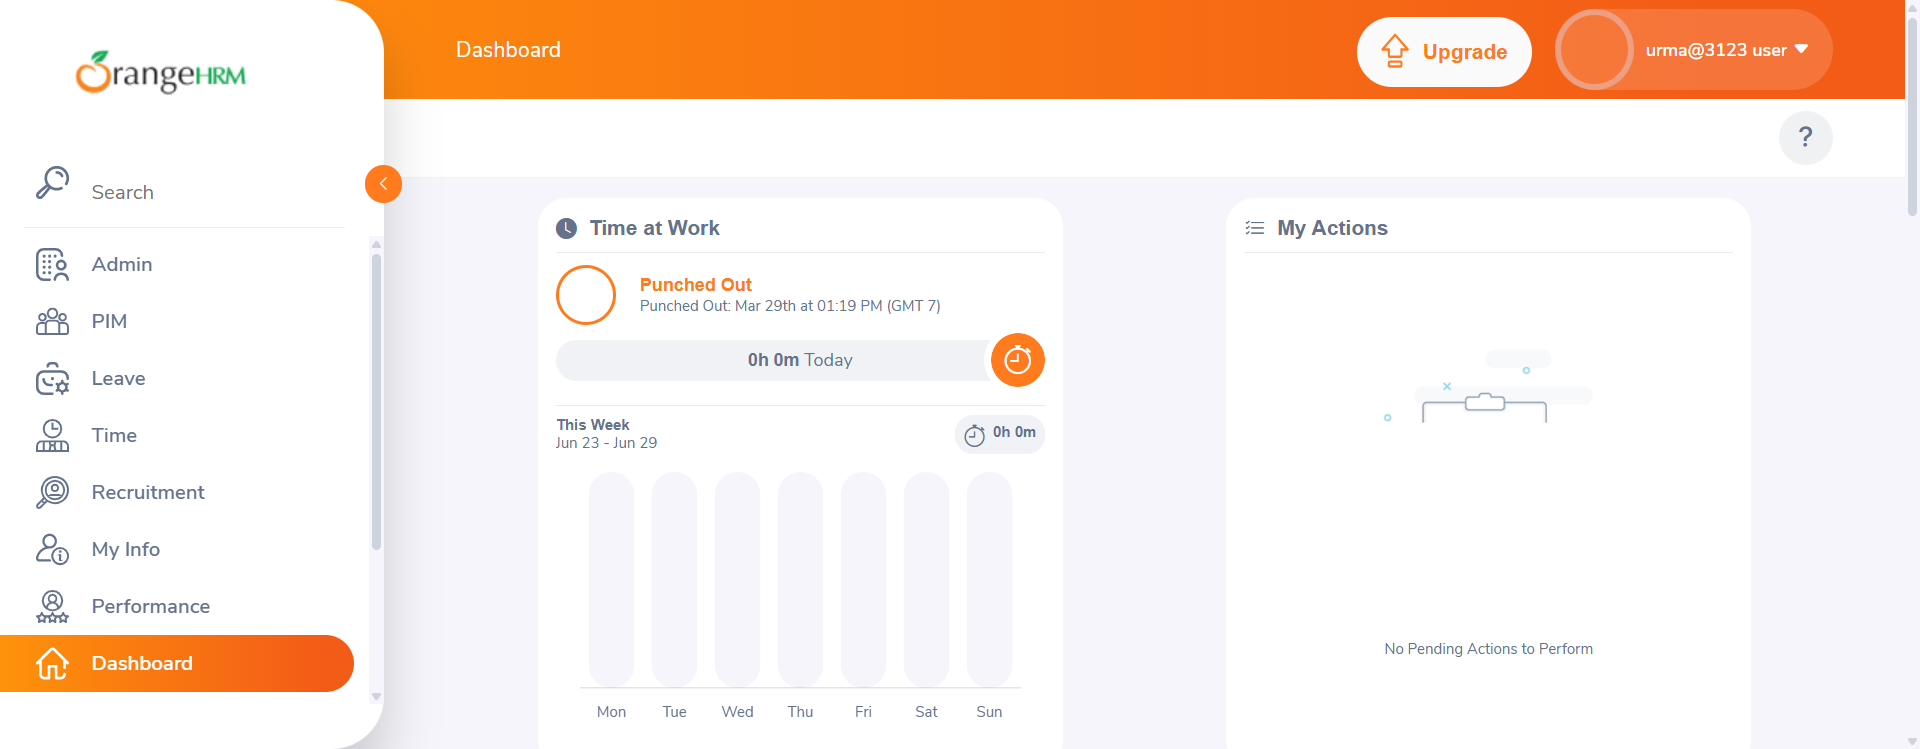 OrangeHRM
Dashboard
Upgrade
urma@3123 user
?
Search
Admin
PIM
Leave
Time
Recruitment
My Info
Performance
Dashboard
Time at Work
Punched Out
Punched Out: Mar 29th at 01:19 PM (GMT 7)
0h 0m Today
This Week
Jun 23 - Jun 29
0h 0m
Mon Tue Wed Thu Fri Sat Sun
My Actions
No Pending Actions to Perform